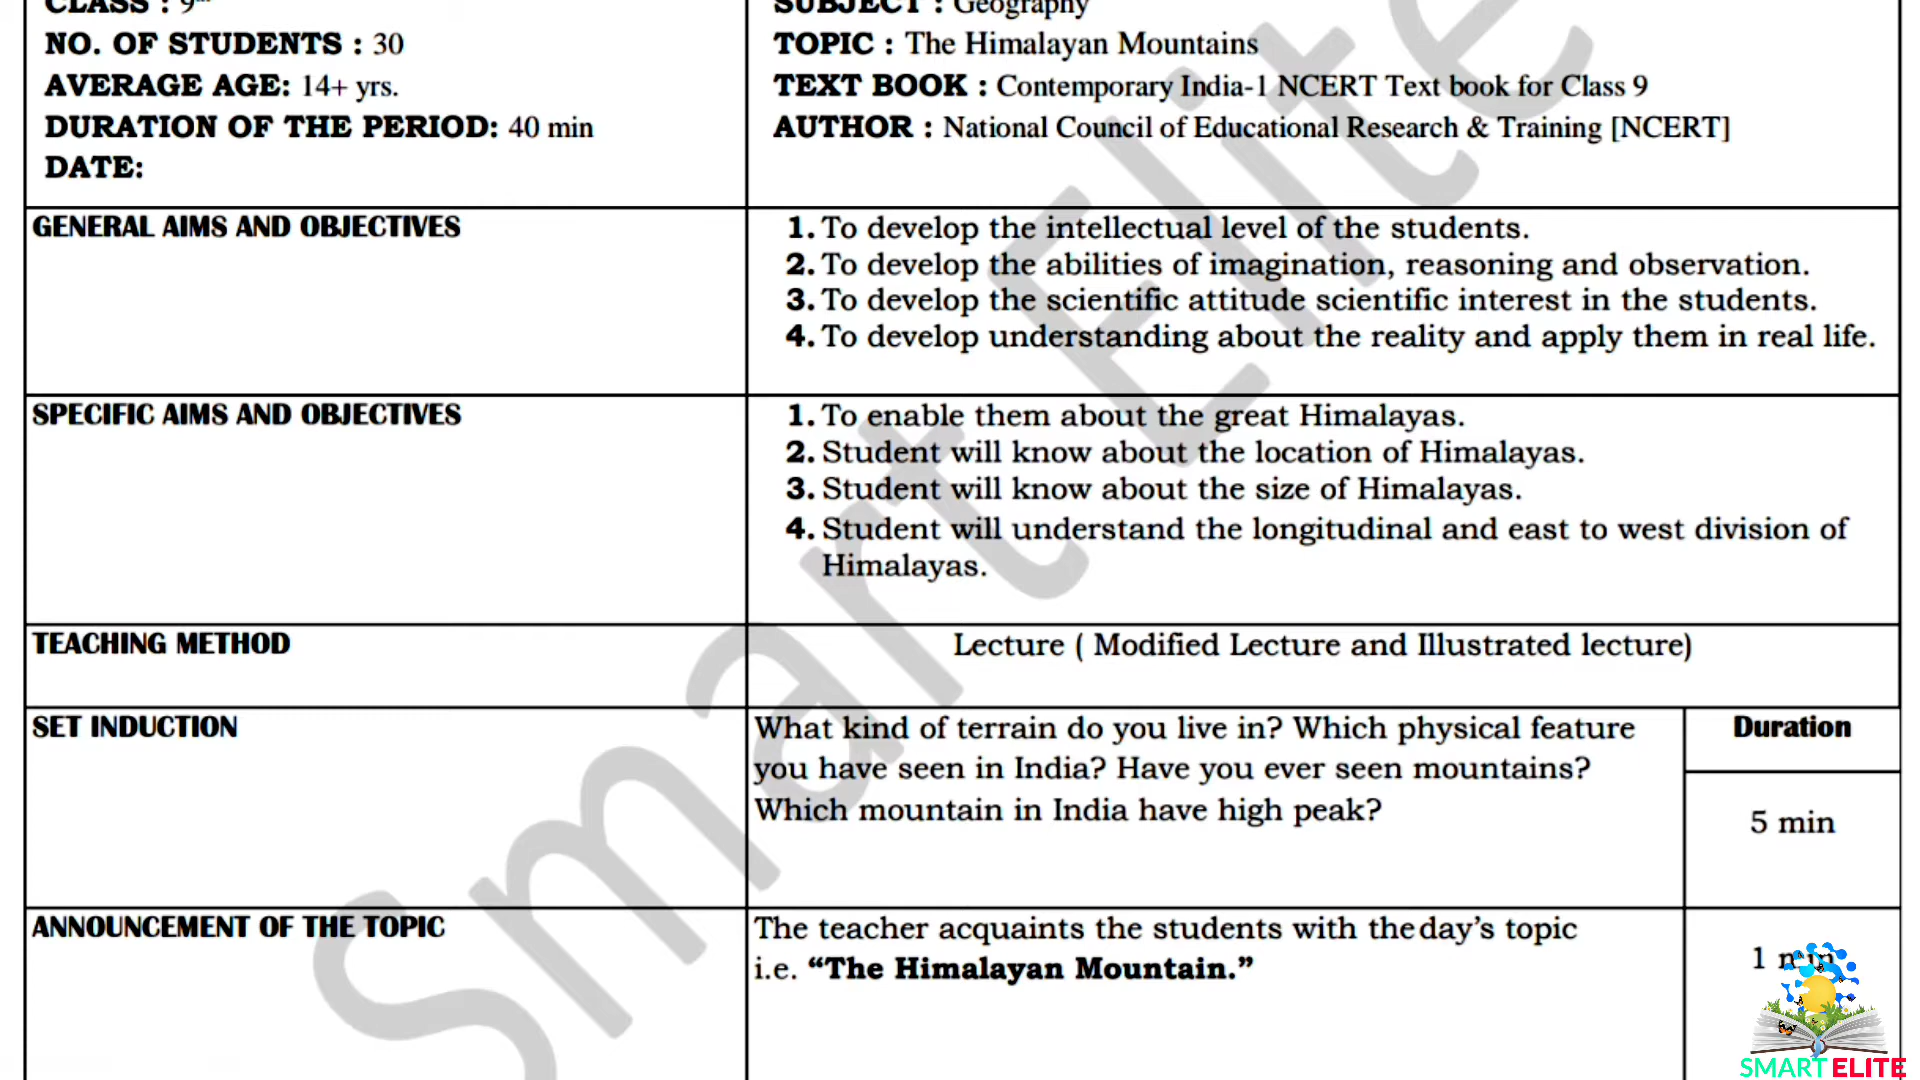 CLASS : 9th
NO. OF STUDENTS : 30
AVERAGE AGE: 14+ yrs.
DURATION OF THE PERIOD: 40 min
DATE:
SUBJECT : Geography
TOPIC : The Himalayan Mountains
TEXT BOOK : Contemporary India-1 NCERT Text book for Class 9
AUTHOR : National Council of Educational Research & Training [NCERT]
GENERAL AIMS AND OBJECTIVES
1. To develop the intellectual level of the students.
2. To develop the abilities of imagination, reasoning and observation.
3. To develop the scientific attitude scientific interest in the students.
4. To develop understanding about the reality and apply them in real life.
SPECIFIC AIMS AND OBJECTIVES
1. To enable them about the great Himalayas.
2. Student will know about the location of Himalayas.
3. Student will know about the size of Himalayas.
4. Student will understand the longitudinal and east to west division of
Himalayas.
TEACHING METHOD
Lecture ( Modified Lecture and Illustrated lecture)
SET INDUCTION
What kind of terrain do you live in? Which physical feature
you have seen in India? Have you ever seen mountains?
Which mountain in India have high peak?
Duration
5 min
ANNOUNCEMENT OF THE TOPIC
The teacher acquaints the students with the day's topic
i.e. “The Himalayan Mountain.”
1 min
Smart Elite
SMART ELITE